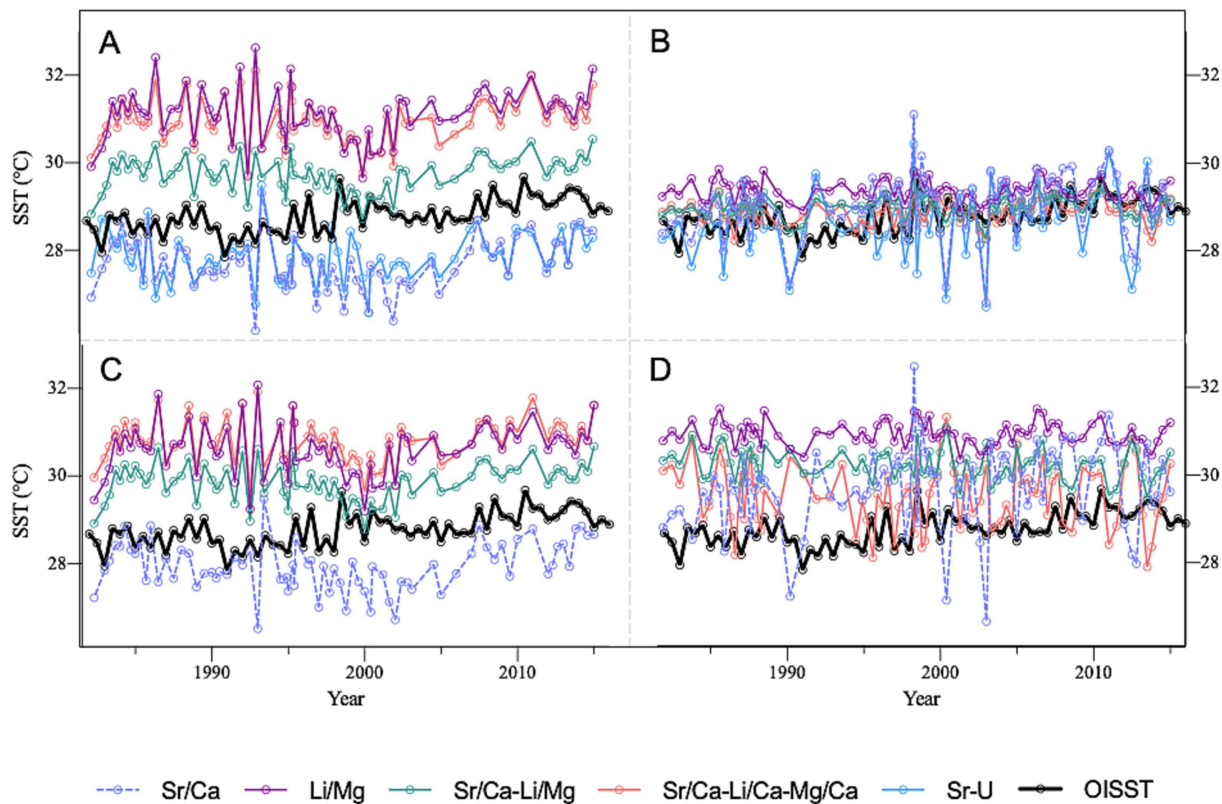 A
B
SST (°C)
32
30
28
32
30
28
C
D
SST (°C)
32
30
28
32
30
28
1990
2000
2010
1990
2000
2010
Year
Year
Sr/Ca
Li/Mg
Sr/Ca-Li/Mg
Sr/Ca-Li/Ca-Mg/Ca
Sr-U
OISST